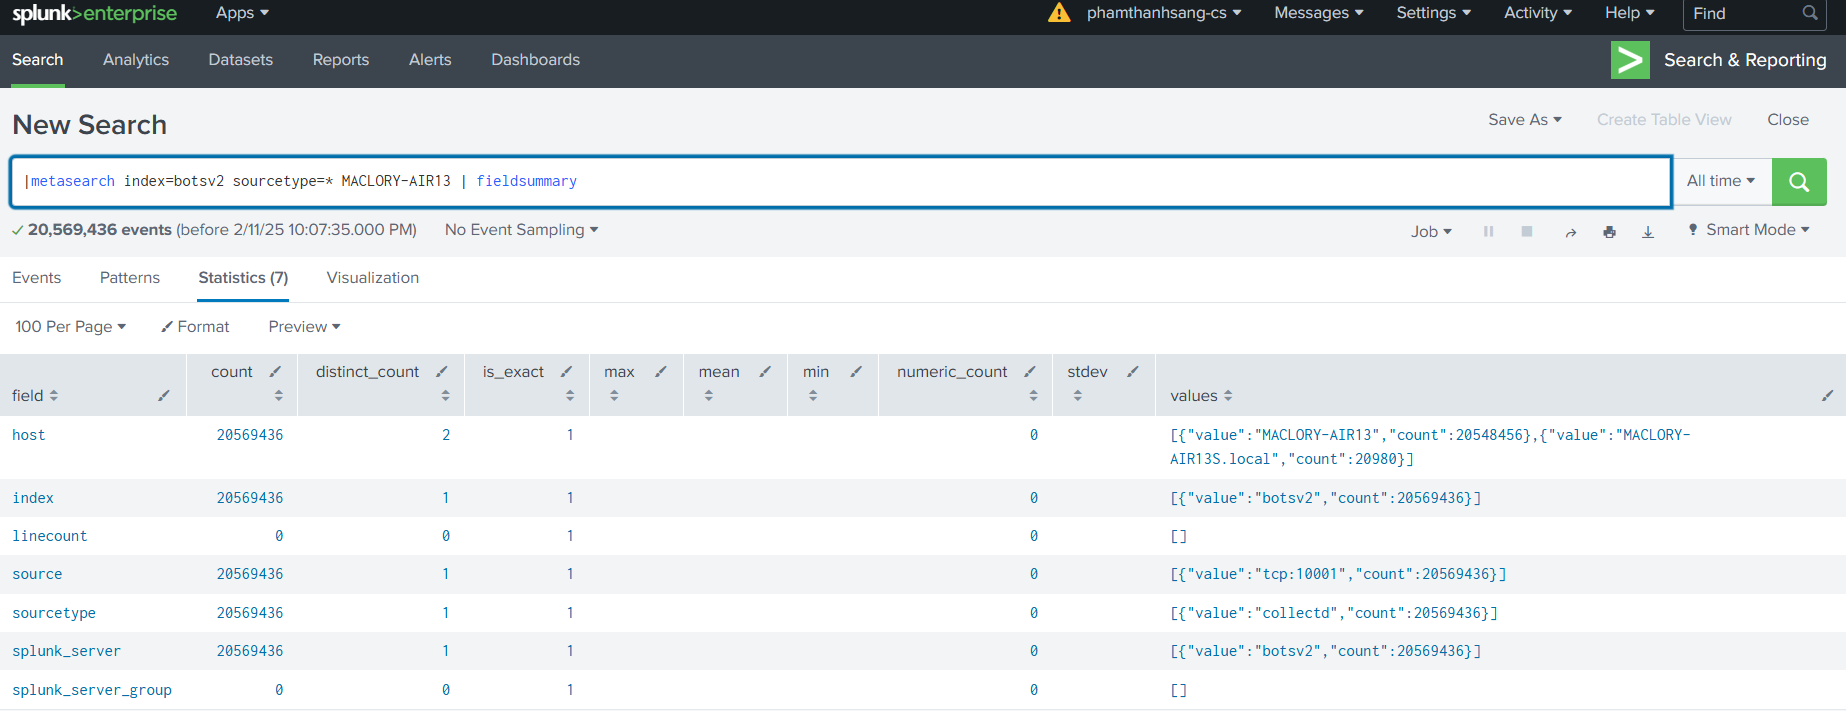 splunk>enterprise Apps phamthanhsang-cs Messages Settings Activity Help Find
Search Analytics Datasets Reports Alerts Dashboards > Search & Reporting
New Search Save As Create Table View Close
|metasearch index=botsv2 sourcetype=* MACLORY-AIR13 | fieldsummary All time
✓ 20,569,436 events (before 2/11/25 10:07:35.000 PM) No Event Sampling Job Smart Mode
Events Patterns Statistics (7) Visualization
100 Per Page Format Preview
field count distinct_count is_exact max mean min numeric_count stdev values
host 20569436 2 1 0 [{"value":"MACLORY-AIR13","count":20548456},{"value":"MACLORY-
AIR13S.local","count":20980}]
index 20569436 1 1 0 [{"value":"botsv2","count":20569436}]
linecount 0 0 1 0 []
source 20569436 1 1 0 [{"value":"tcp:10001","count":20569436}]
sourcetype 20569436 1 1 0 [{"value":"collectd","count":20569436}]
splunk_server 20569436 1 1 0 [{"value":"botsv2","count":20569436}]
splunk_server_group 0 0 1 0 []